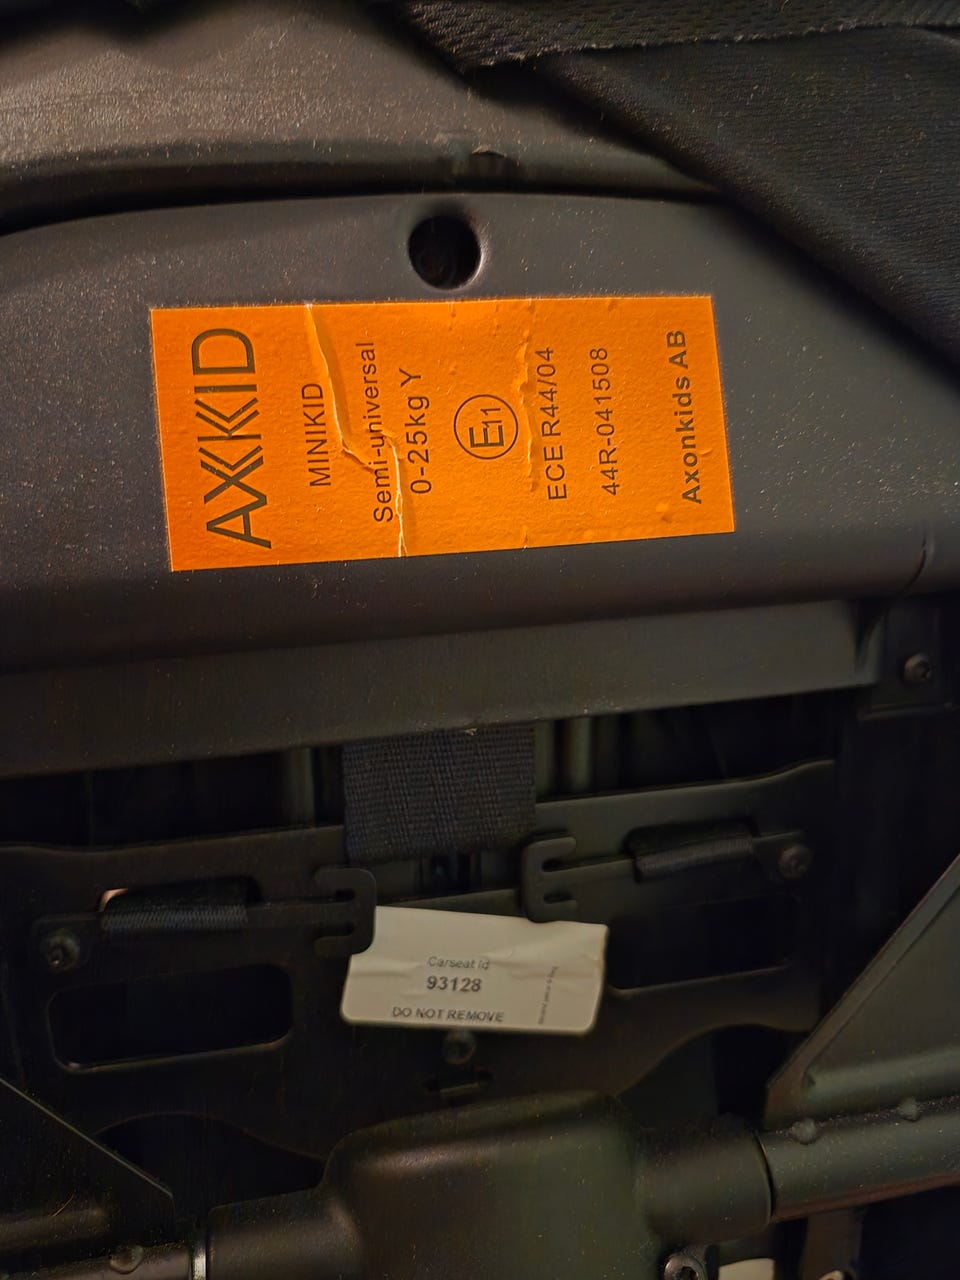 AXKID
MINIKID
Semi-universal
0-25kg Y
E11
ECE R44/04
44R-041508
Axonkids AB
Carseat id
93128
DO NOT REMOVE